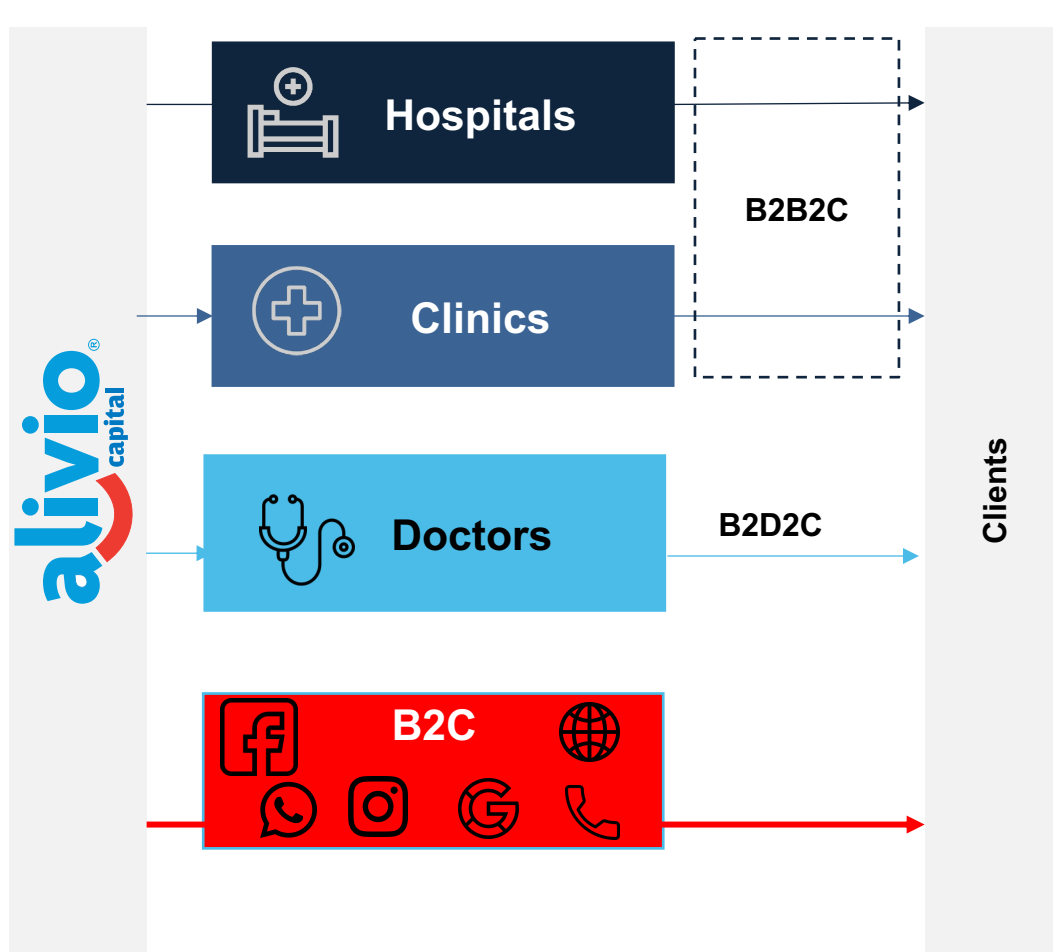 alivio®
capital
Hospitals
B2B2C
Clinics
Doctors
B2D2C
B2C
Clients